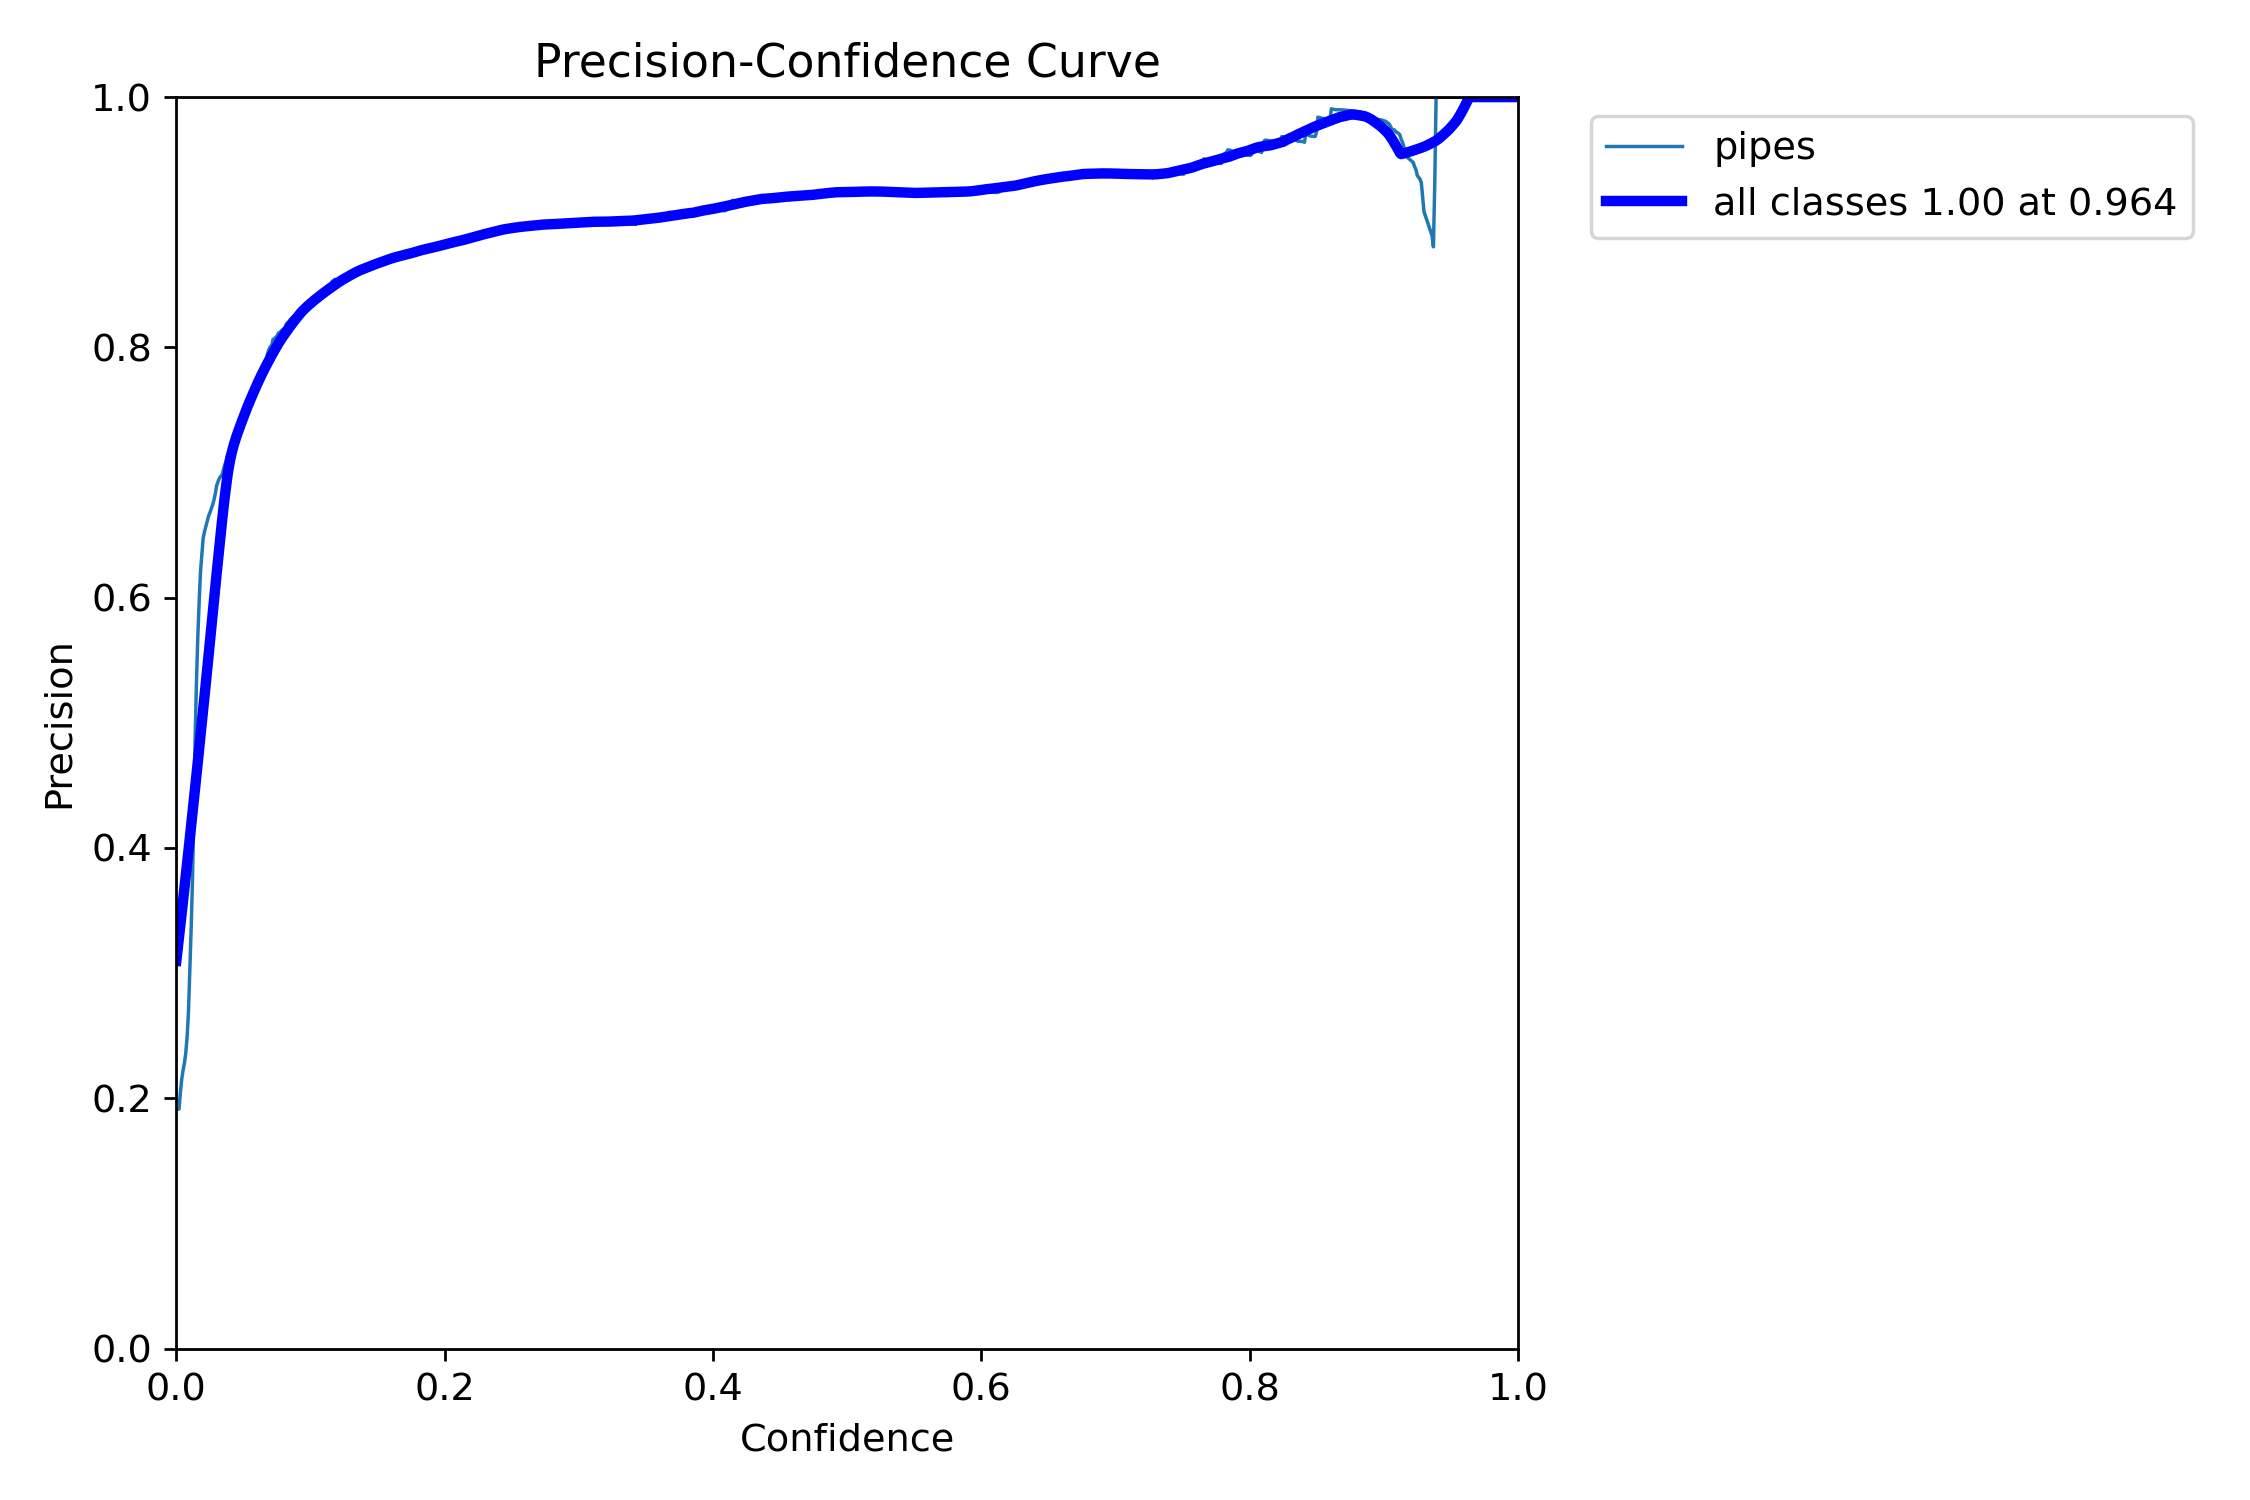 Precision-Confidence Curve
1.0
0.8
0.6
0.4
0.2
0.0
Precision
0.0 0.2 0.4 0.6 0.8 1.0
Confidence
pipes
all classes 1.00 at 0.964